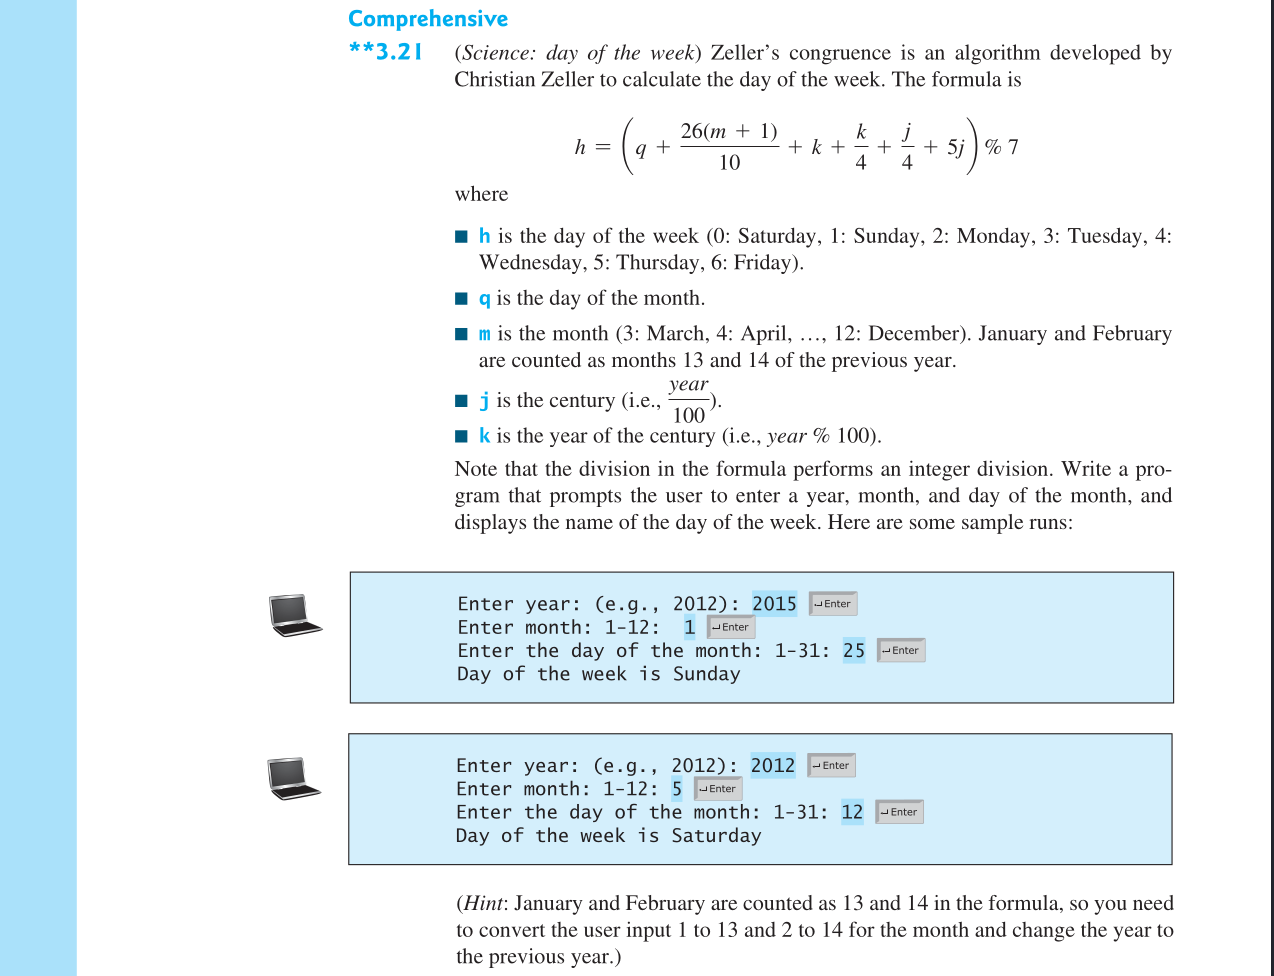 Comprehensive
**3.21 (Science: day of the week) Zeller's congruence is an algorithm developed by
Christian Zeller to calculate the day of the week. The formula is
h = (q + 26(m + 1)/10 + k + k/4 + j/4 + 5j) % 7
where
■ h is the day of the week (0: Saturday, 1: Sunday, 2: Monday, 3: Tuesday, 4:
Wednesday, 5: Thursday, 6: Friday).
■ q is the day of the month.
■ m is the month (3: March, 4: April, …, 12: December). January and February
are counted as months 13 and 14 of the previous year.
■ j is the century (i.e., year/100).
■ k is the year of the century (i.e., year % 100).
Note that the division in the formula performs an integer division. Write a pro-
gram that prompts the user to enter a year, month, and day of the month, and
displays the name of the day of the week. Here are some sample runs:
Enter year: (e.g., 2012): 2015 ↵Enter
Enter month: 1-12: 1 ↵Enter
Enter the day of the month: 1-31: 25 ↵Enter
Day of the week is Sunday
Enter year: (e.g., 2012): 2012 ↵Enter
Enter month: 1-12: 5 ↵Enter
Enter the day of the month: 1-31: 12 ↵Enter
Day of the week is Saturday
(Hint: January and February are counted as 13 and 14 in the formula, so you need
to convert the user input 1 to 13 and 2 to 14 for the month and change the year to
the previous year.)